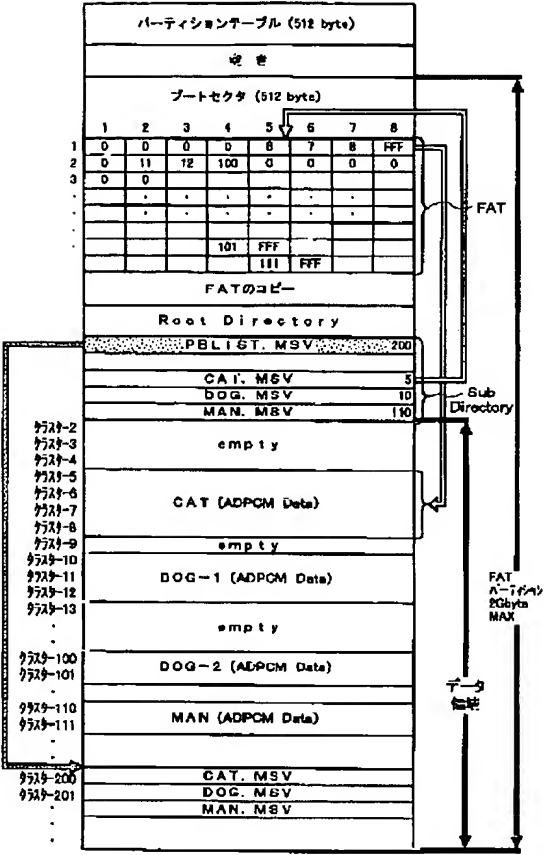 パーティションテーブル (512 byte)
空き
ブートセクタ (512 byte)
1 2 3 4 5 6 7 8
1 0 0 0 0 6 7 8 FFF
2 0 11 12 100 0 0 0 0
3 0 0
101 FFF
111 FFF
FAT
FATのコピー
Root Directory
PBLIST. MSV 200
CAT. MSV 5
DOG. MSV 10
MAN. MSV 110
Sub
Directory
クラスター2
クラスター3
empty
クラスター4
クラスター5
クラスター6
CAT (ADPCM Data)
クラスター7
クラスター8
クラスター9
empty
クラスター10
クラスター11
DOG-1 (ADPCM Data)
クラスター12
クラスター13
empty
クラスター100
DOG-2 (ADPCM Data)
クラスター101
クラスター110
MAN (ADPCM Data)
クラスター111
クラスター200
CAT. MSV
クラスター201
DOG. MSV
MAN. MSV
FAT
パーティション
2Gbyte
MAX
データ